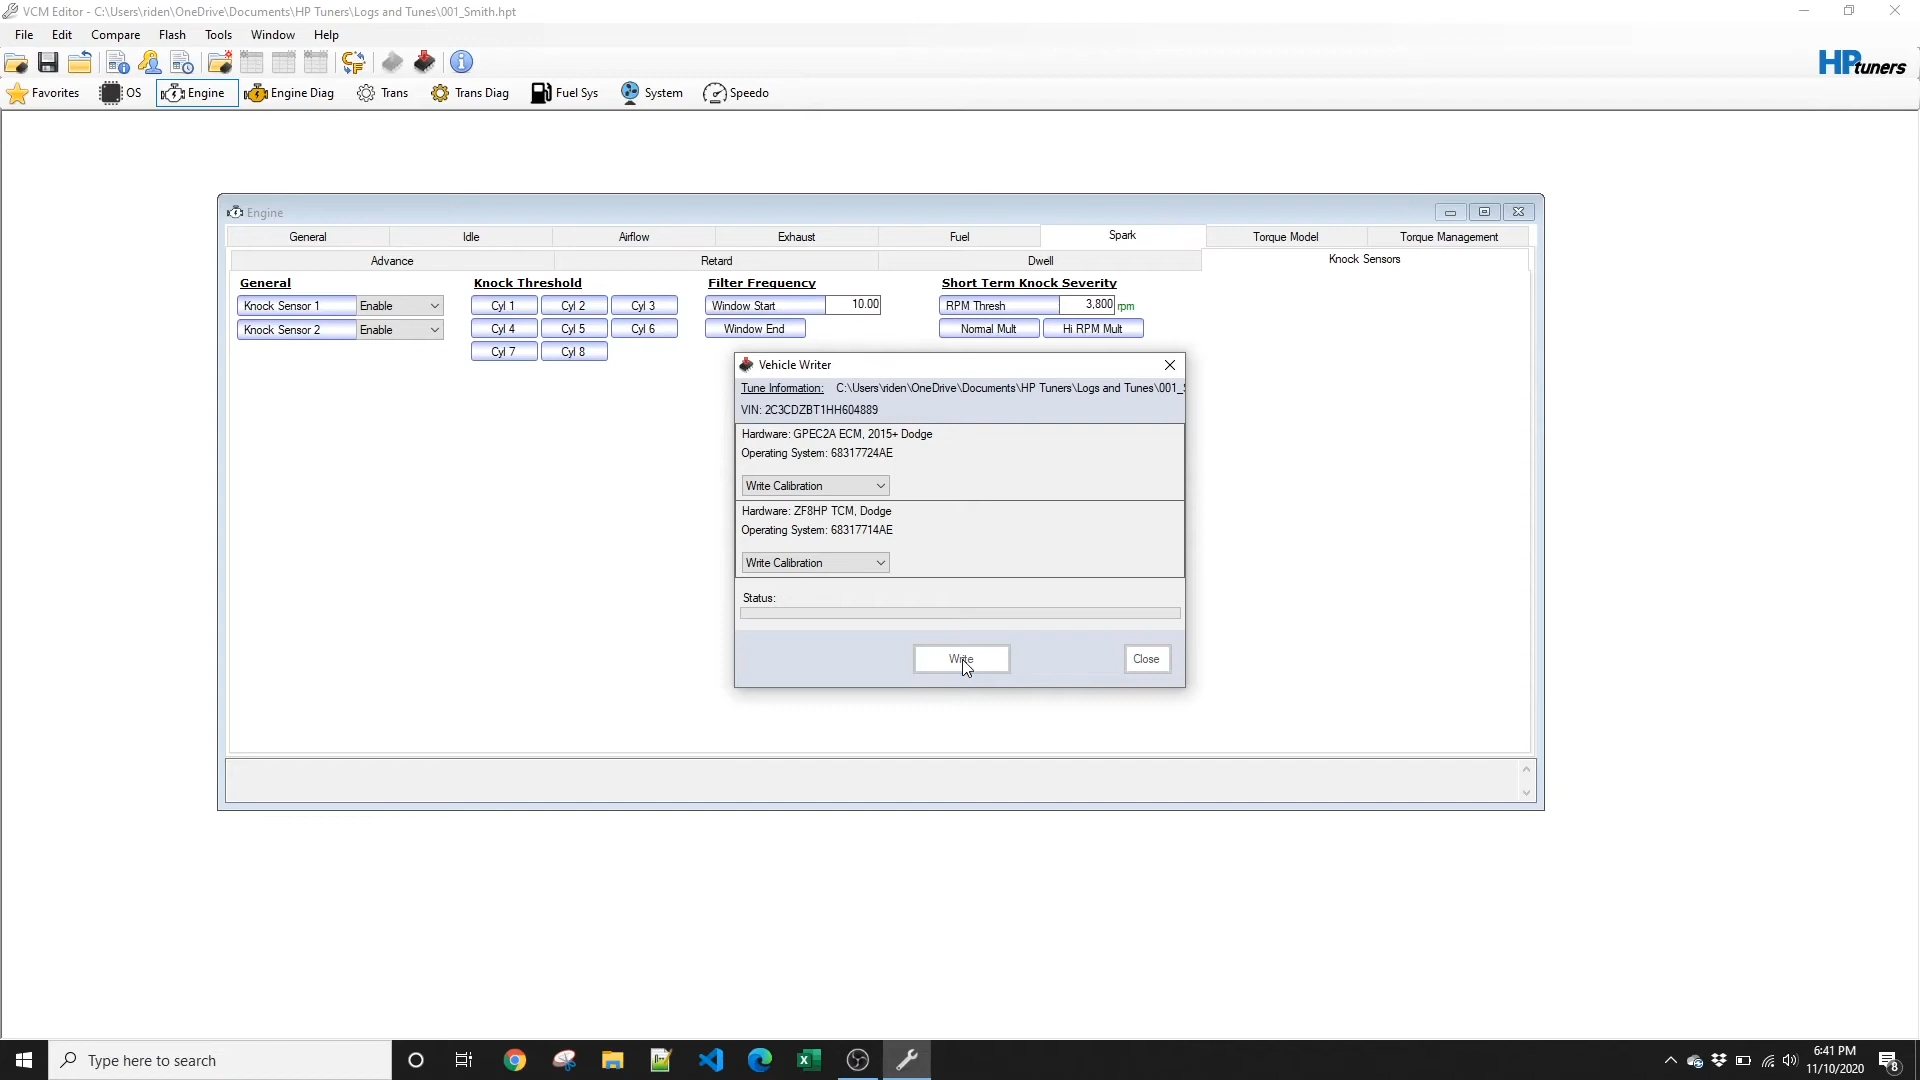 VCM Editor - C:\Users\riden\OneDrive\Documents\HP Tuners\Logs and Tunes\001_Smith.hpt
File Edit Compare Flash Tools Window Help
HPtuners
Favorites OS Engine Engine Diag Trans Trans Diag Fuel Sys System Speedo
Engine
General Idle Airflow Exhaust Fuel Spark Torque Model Torque Management
Advance Retard Dwell Knock Sensors
General Knock Threshold Filter Frequency Short Term Knock Severity
Knock Sensor 1 Enable Cyl 1 Cyl 2 Cyl 3 Window Start 10.00 RPM Thresh 3,800 rpm
Knock Sensor 2 Enable Cyl 4 Cyl 5 Cyl 6 Window End Normal Mult Hi RPM Mult
Cyl 7 Cyl 8
Vehicle Writer
Tune Information: C:\Users\riden\OneDrive\Documents\HP Tuners\Logs and Tunes\001_S
VIN: 2C3CDZBT1HH604889
Hardware: GPEC2A ECM, 2015+ Dodge
Operating System: 68317724AE
Write Calibration
Hardware: ZF8HP TCM, Dodge
Operating System: 68317714AE
Write Calibration
Status:
Write Close
Type here to search
6:41 PM
11/10/2020
8